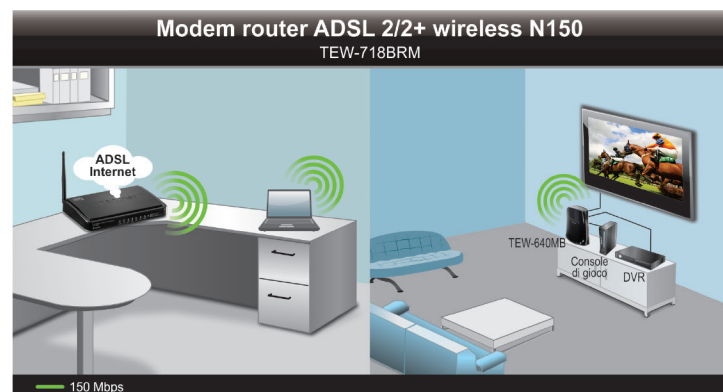 Modem router ADSL 2/2+ wireless N150
TEW-718BRM
ADSL
Internet
TEW-640MB
Console
di gioco
DVR
150 Mbps